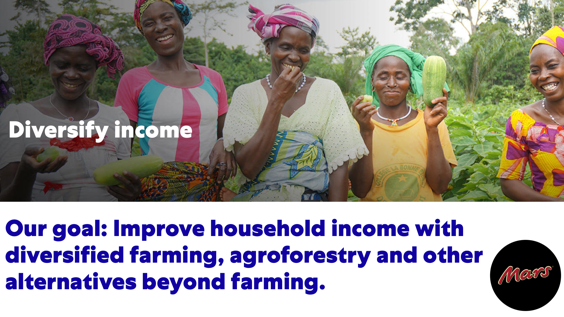 Diversify income
Our goal: Improve household income with
diversified farming, agroforestry and other
alternatives beyond farming.
Mars